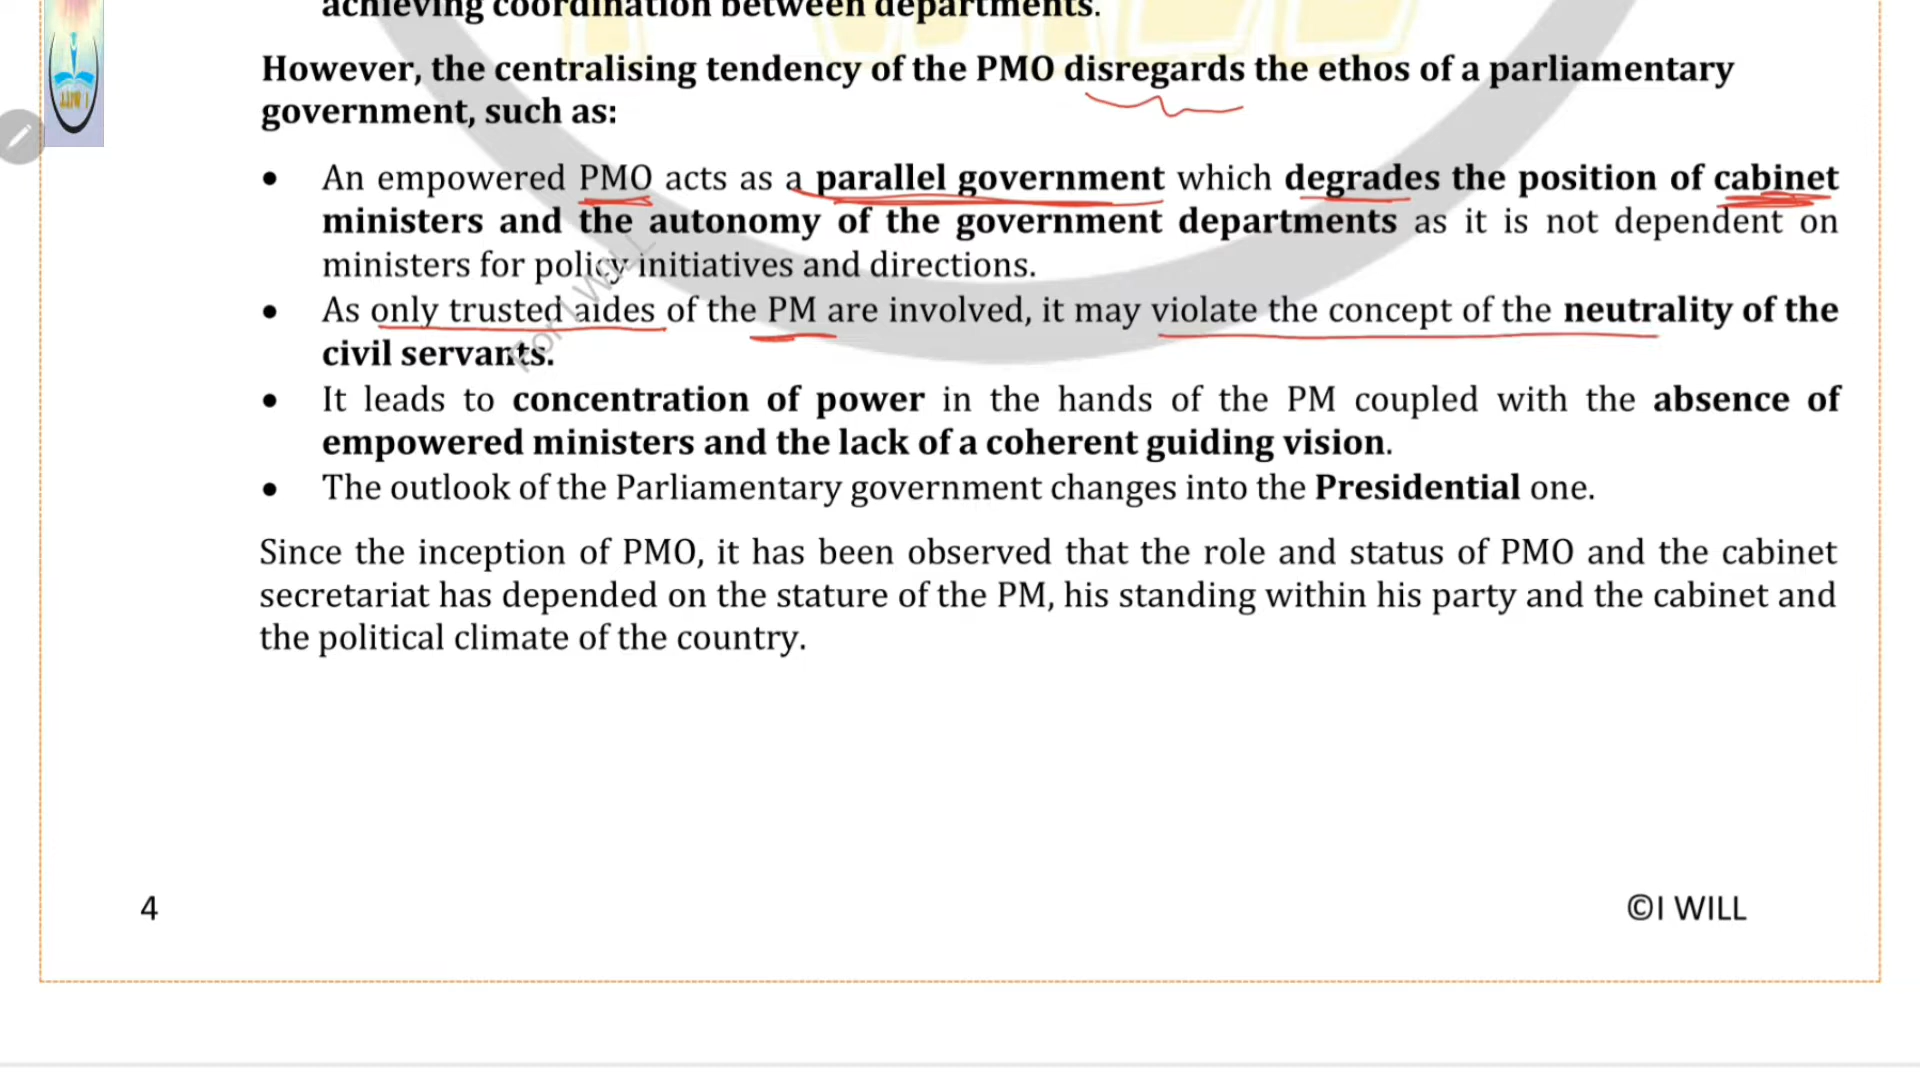 achieving coordination between departments.
However, the centralising tendency of the PMO disregards the ethos of a parliamentary
government, such as:
• An empowered PMO acts as a parallel government which degrades the position of cabinet
ministers and the autonomy of the government departments as it is not dependent on
ministers for policy initiatives and directions.
• As only trusted aides of the PM are involved, it may violate the concept of the neutrality of the
civil servants.
• It leads to concentration of power in the hands of the PM coupled with the absence of
empowered ministers and the lack of a coherent guiding vision.
• The outlook of the Parliamentary government changes into the Presidential one.
Since the inception of PMO, it has been observed that the role and status of PMO and the cabinet
secretariat has depended on the stature of the PM, his standing within his party and the cabinet and
the political climate of the country.
For I WILL
4
©I WILL